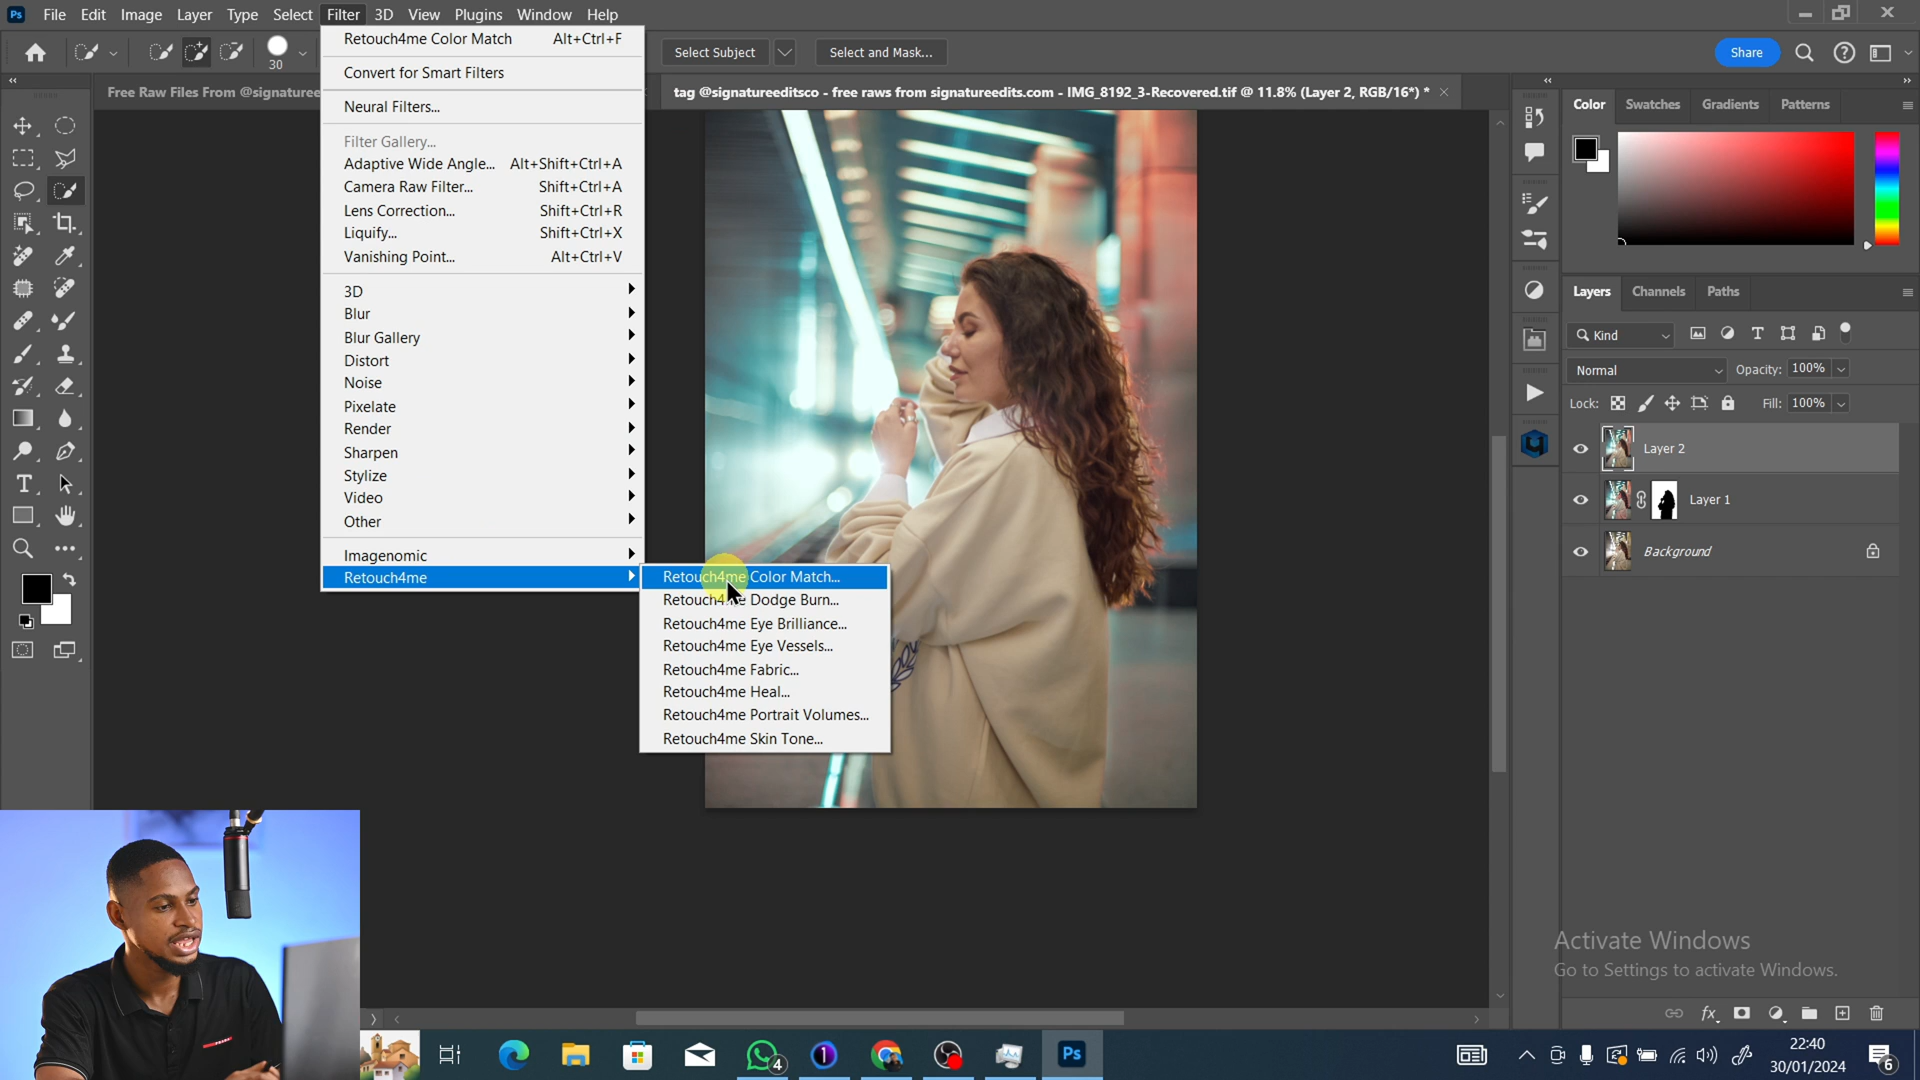 Ps File Edit Image Layer Type Select Filter 3D View Plugins Window Help
30 Select Subject Select and Mask... Share
Free Raw Files From @signatureed
tag @signatureeditsco - free raws from signatureedits.com - IMG_8192_3-Recovered.tif @ 11.8% (Layer 2, RGB/16*) *
Retouch4me Color Match Alt+Ctrl+F
Convert for Smart Filters
Neural Filters...
Filter Gallery...
Adaptive Wide Angle... Alt+Shift+Ctrl+A
Camera Raw Filter... Shift+Ctrl+A
Lens Correction... Shift+Ctrl+R
Liquify... Shift+Ctrl+X
Vanishing Point... Alt+Ctrl+V
3D
Blur
Blur Gallery
Distort
Noise
Pixelate
Render
Sharpen
Stylize
Video
Other
Imagenomic
Retouch4me
Retouch4me Color Match...
Retouch4me Dodge Burn...
Retouch4me Eye Brilliance...
Retouch4me Eye Vessels...
Retouch4me Fabric...
Retouch4me Heal...
Retouch4me Portrait Volumes...
Retouch4me Skin Tone...
Color Swatches Gradients Patterns
Layers Channels Paths
Kind
Normal Opacity: 100%
Lock: Fill: 100%
Layer 2
Layer 1
Background
Activate Windows
Go to Settings to activate Windows.
fx
4
1
Ps
22:40
30/01/2024
6